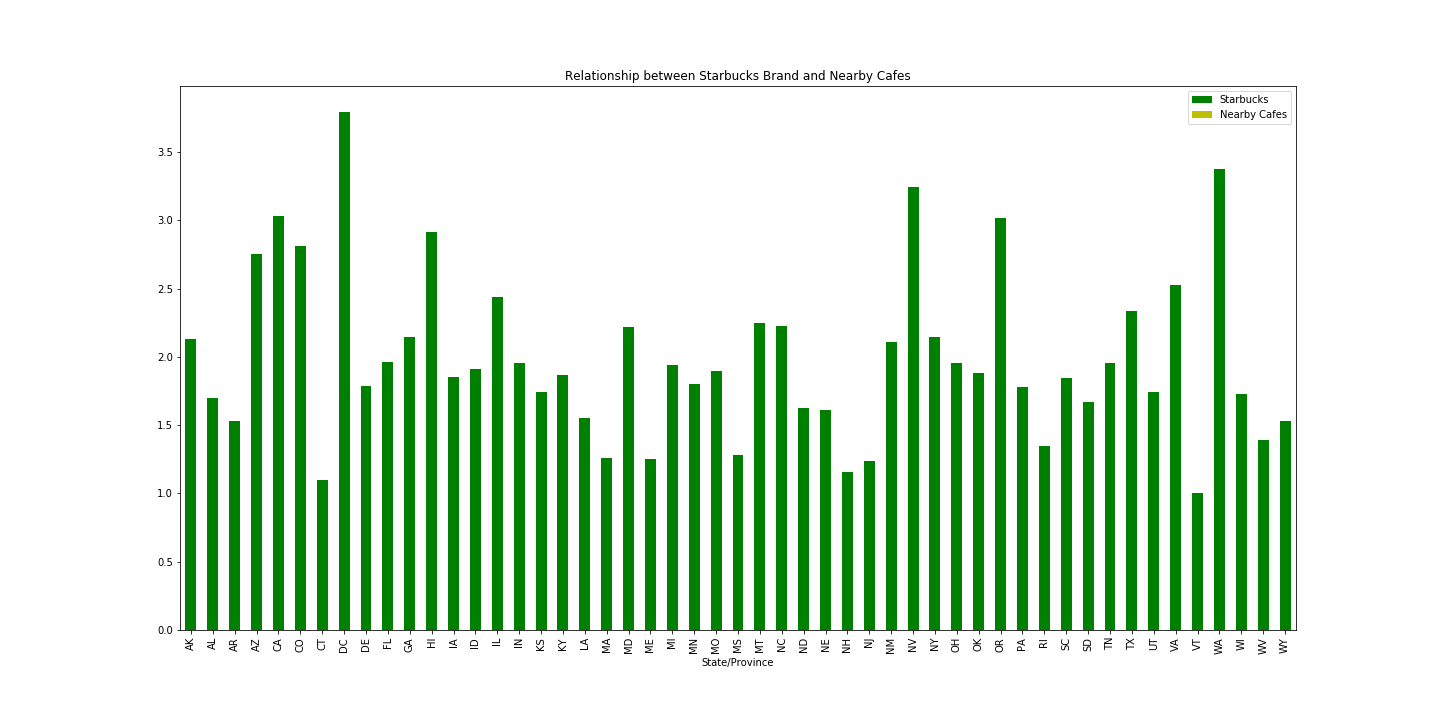 Relationship between Starbucks Brand and Nearby Cafes
Starbucks
Nearby Cafes
3.5
3.0
2.5
2.0
1.5
1.0
0.5
0.0
AK AL AR AZ CA CO CT DC DE FL GA HI IA ID IL IN KS KY LA MA MD ME MI MN MO MS MT NC ND NE NH NJ NM NV NY OH OK OR PA RI SC SD TN TX UT VA VT WA WI WV WY
State/Province